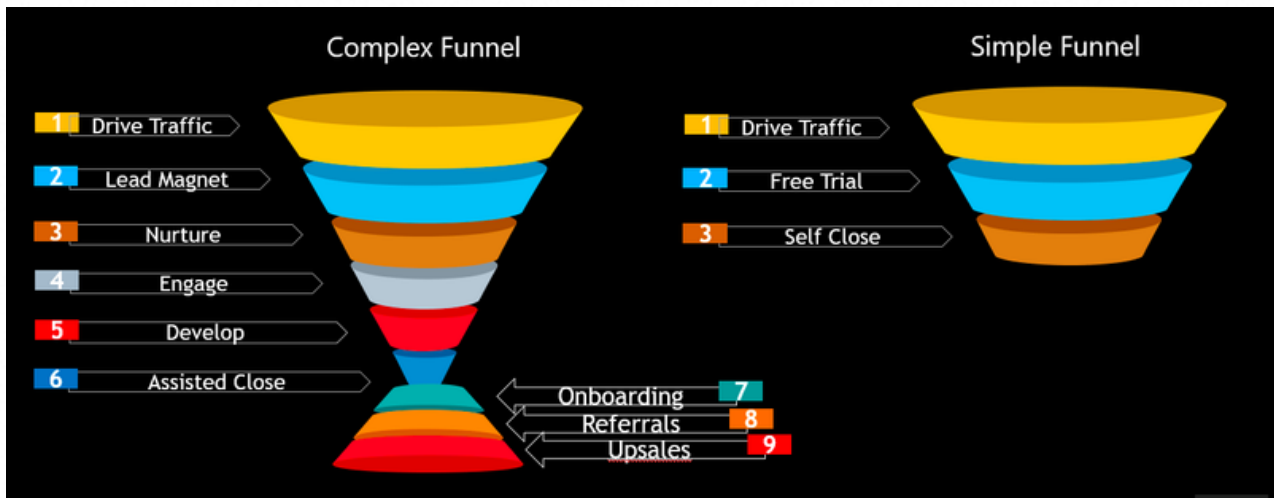 Complex Funnel
1 Drive Traffic
2 Lead Magnet
3 Nurture
4 Engage
5 Develop
6 Assisted Close
Onboarding 7
Referrals 8
Upsales 9
Simple Funnel
1 Drive Traffic
2 Free Trial
3 Self Close